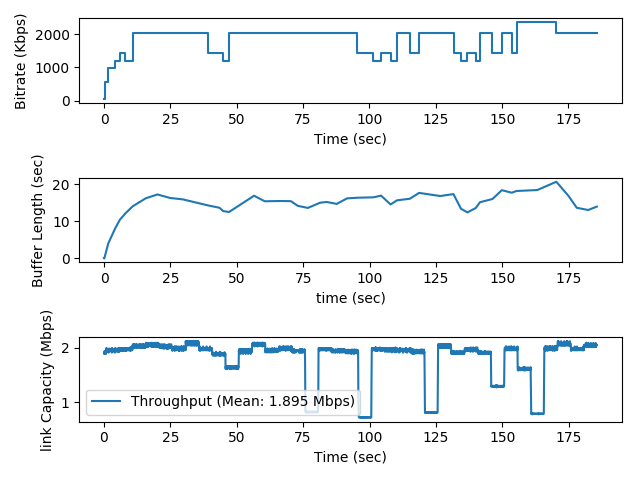 Bitrate (Kbps)
2000
1000
0
0 25 50 75 100 125 150 175
Time (sec)
Buffer Length (sec)
20
10
0
0 25 50 75 100 125 150 175
time (sec)
link Capacity (Mbps)
2
1
Throughput (Mean: 1.895 Mbps)
0 25 50 75 100 125 150 175
Time (sec)